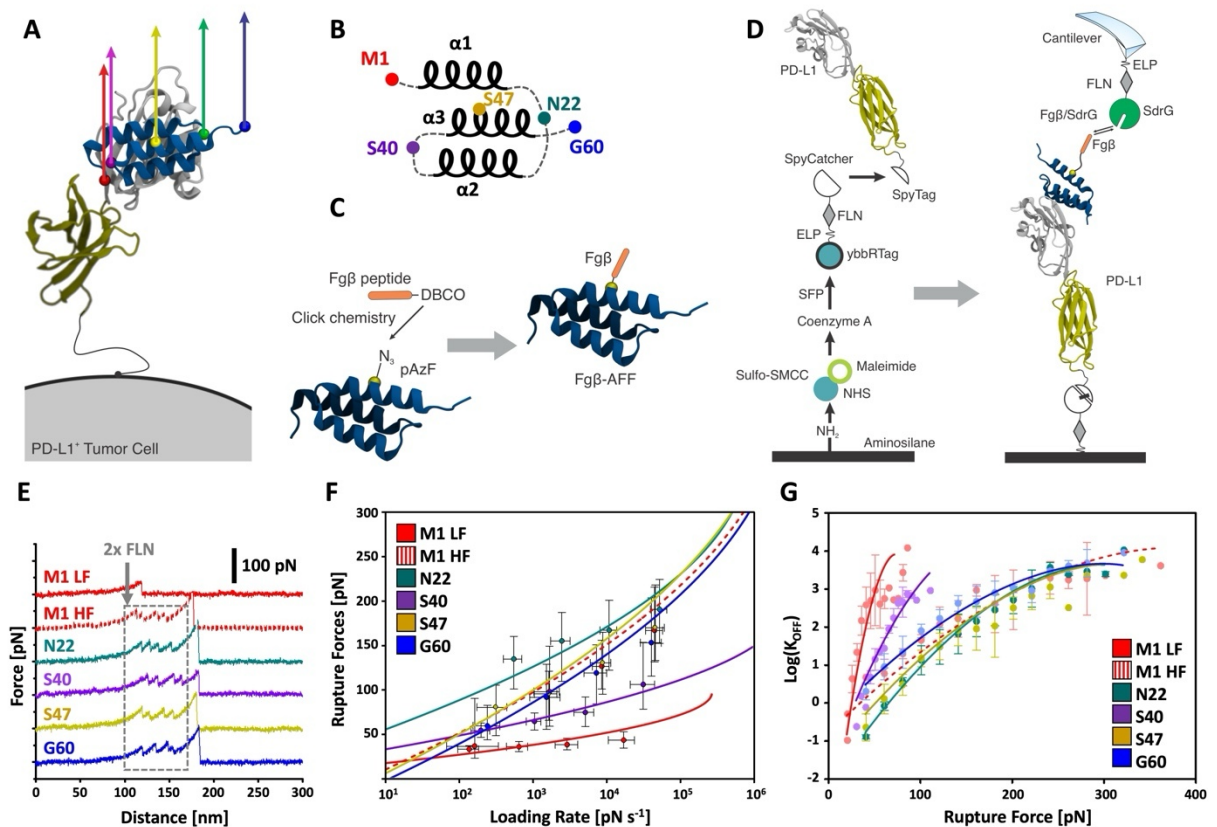 A
PD-L1⁺ Tumor Cell
B
M1
α1
S47
N22
α3
S40
G60
α2
C
Fgβ peptide
DBCO
Click chemistry
N₃
pAzF
Fgβ
Fgβ-AFF
D
PD-L1
SpyCatcher
SpyTag
FLN
ELP
ybbRTag
SFP
Coenzyme A
Maleimide
Sulfo-SMCC
NHS
NH₂
Aminosilane
Cantilever
ELP
FLN
Fgβ/SdrG
SdrG
Fgβ
PD-L1
E
2x FLN
100 pN
M1 LF
M1 HF
N22
S40
S47
G60
Force [pN]
0 50 100 150 200 250 300
Distance [nm]
F
300
250
200
150
100
50
Rupture Forces [pN]
M1 LF
M1 HF
N22
S40
S47
G60
10¹ 10² 10³ 10⁴ 10⁵ 10⁶
Loading Rate [pN s⁻¹]
G
5
4
3
2
1
0
-1
-2
Log(K_OFF)
M1 LF
M1 HF
N22
S40
S47
G60
0 100 200 300 400
Rupture Force [pN]